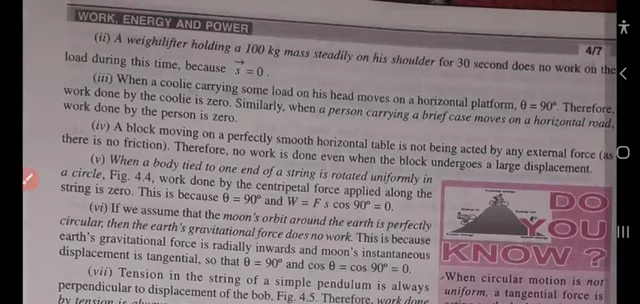 WORK, ENERGY AND POWER
4/7
(ii) A weightlifter holding a 100 kg mass steadily on his shoulder for 30 second does no work on the
load during this time, because s⃗ = 0.
(iii) When a coolie carrying some load on his head moves on a horizontal platform, θ = 90°. Therefore,
work done by the coolie is zero. Similarly, when a person carrying a brief case moves on a horizontal road,
work done by the person is zero.
(iv) A block moving on a perfectly smooth horizontal table is not being acted by any external force (as
there is no friction). Therefore, no work is done even when the block undergoes a large displacement.
(v) When a body tied to one end of a string is rotated uniformly in
a circle, Fig. 4.4, work done by the centripetal force applied along the
string is zero. This is because θ = 90° and W = F s cos 90° = 0.
(vi) If we assume that the moon's orbit around the earth is perfectly
circular, then the earth's gravitational force does no work. This is because
earth's gravitational force is radially inwards and moon's instantaneous
displacement is tangential, so that θ = 90° and cos θ = cos 90° = 0.
(vii) Tension in the string of a simple pendulum is always
perpendicular to displacement of the bob, Fig. 4.5. Therefore, work done
by tension is
DO
YOU
KNOW ?
When circular motion is not
uniform, a tangential force is